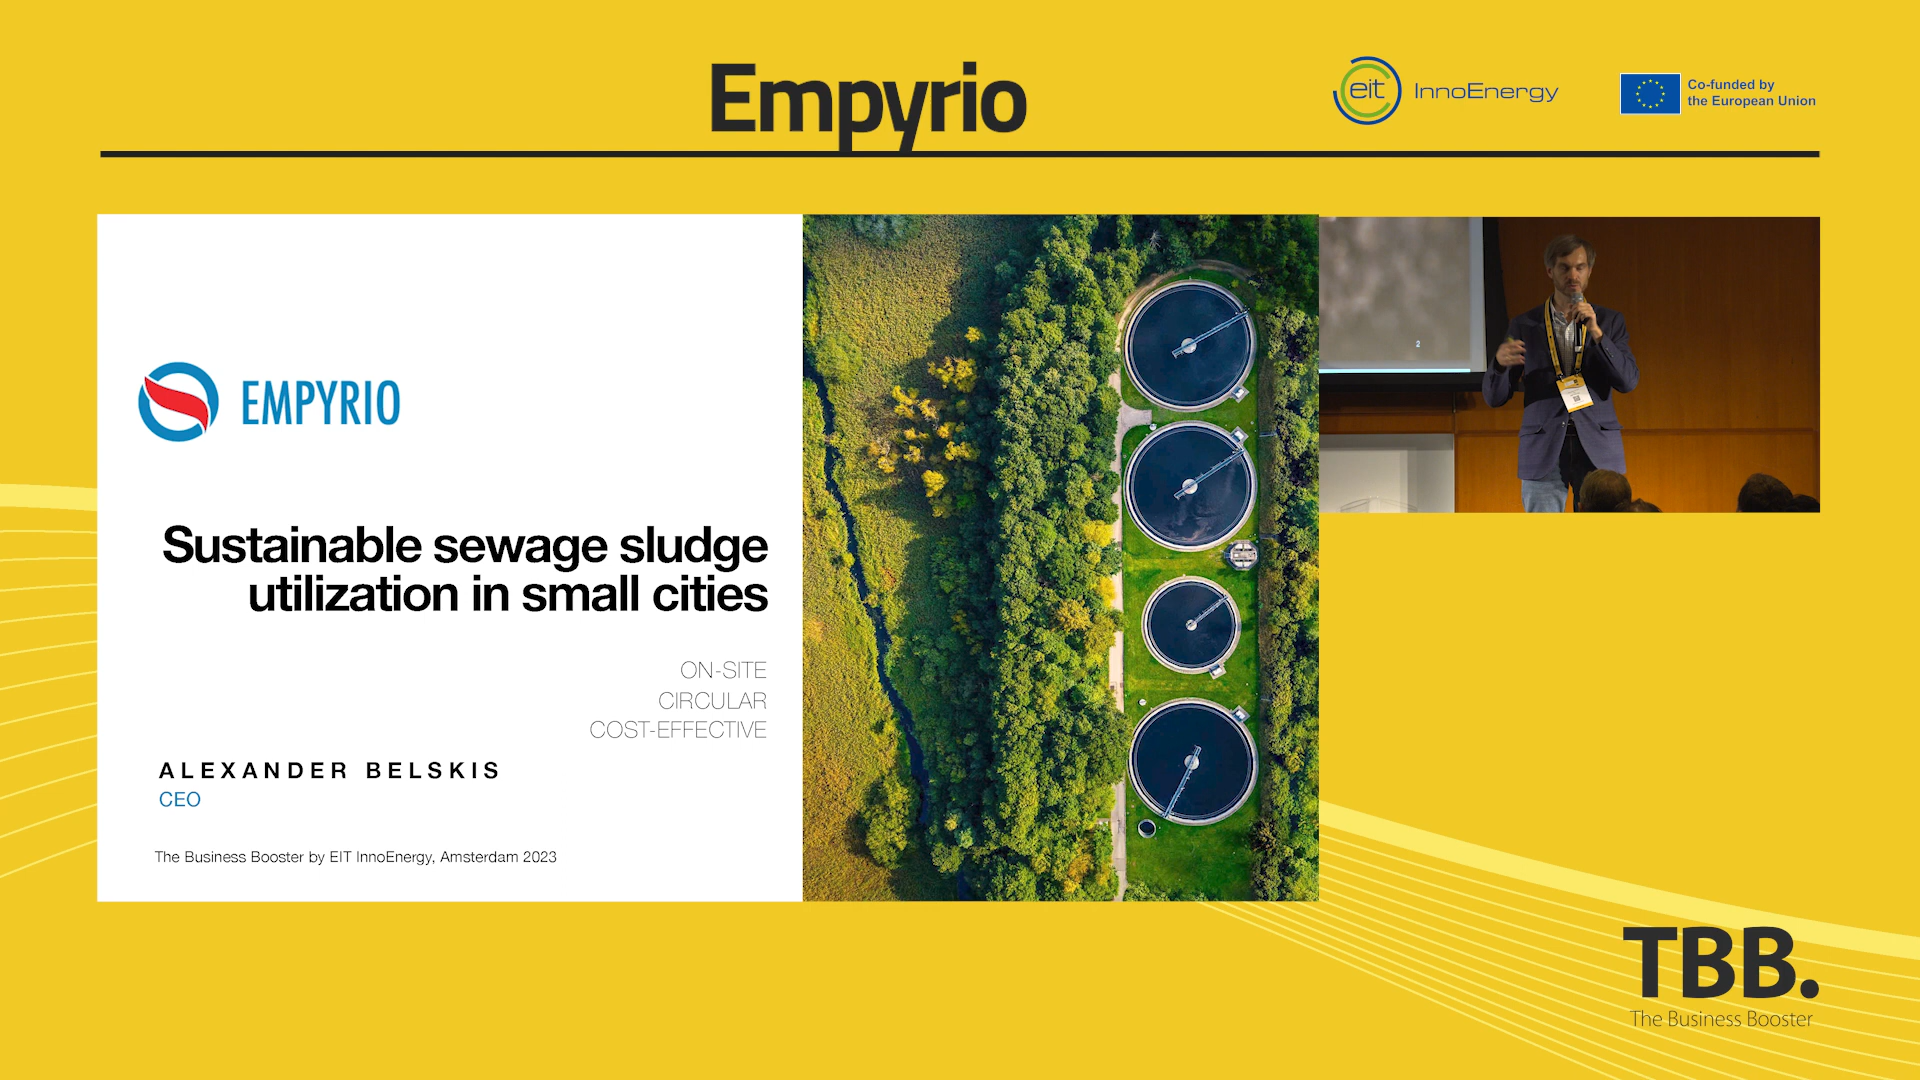 Empyrio
eit InnoEnergy
Co-funded by
the European Union
EMPYRIO
Sustainable sewage sludge
utilization in small cities
ON-SITE
CIRCULAR
COST-EFFECTIVE
ALEXANDER BELSKIS
CEO
The Business Booster by EIT InnoEnergy, Amsterdam 2023
2
TBB.
The Business Booster